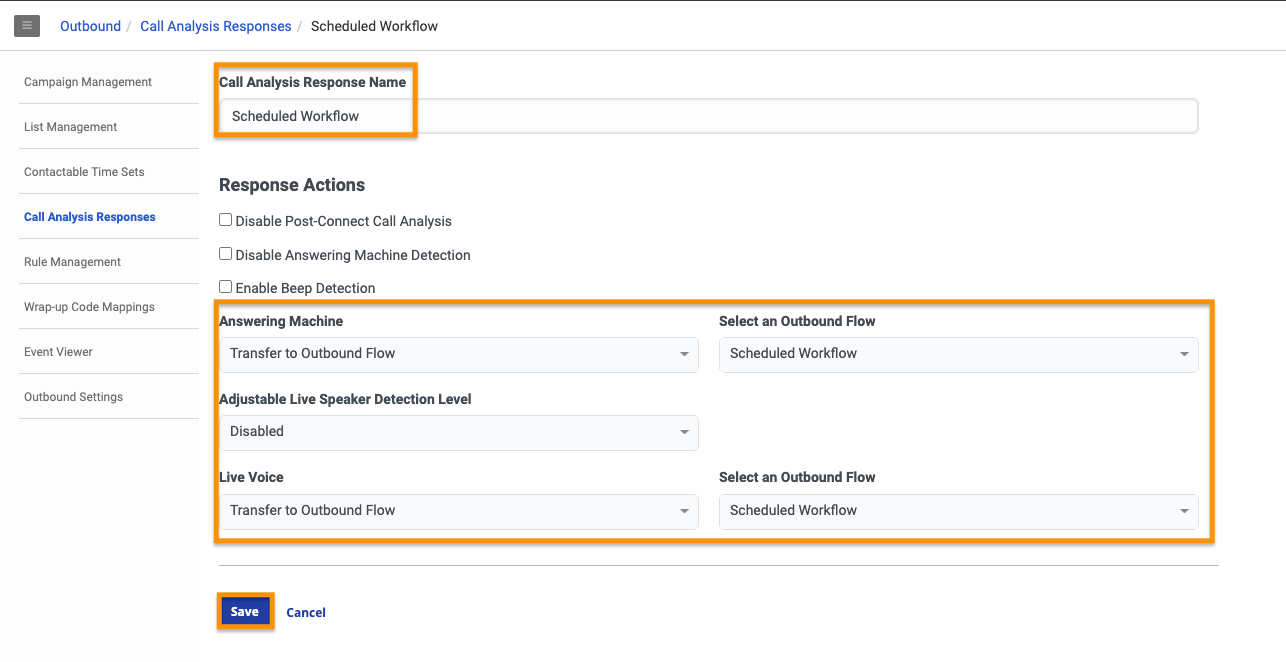 Outbound / Call Analysis Responses / Scheduled Workflow
Campaign Management
List Management
Contactable Time Sets
Call Analysis Responses
Rule Management
Wrap-up Code Mappings
Event Viewer
Outbound Settings
Call Analysis Response Name
Scheduled Workflow
Response Actions
Disable Post-Connect Call Analysis
Disable Answering Machine Detection
Enable Beep Detection
Answering Machine Select an Outbound Flow
Transfer to Outbound Flow Scheduled Workflow
Adjustable Live Speaker Detection Level
Disabled
Live Voice Select an Outbound Flow
Transfer to Outbound Flow Scheduled Workflow
Save Cancel